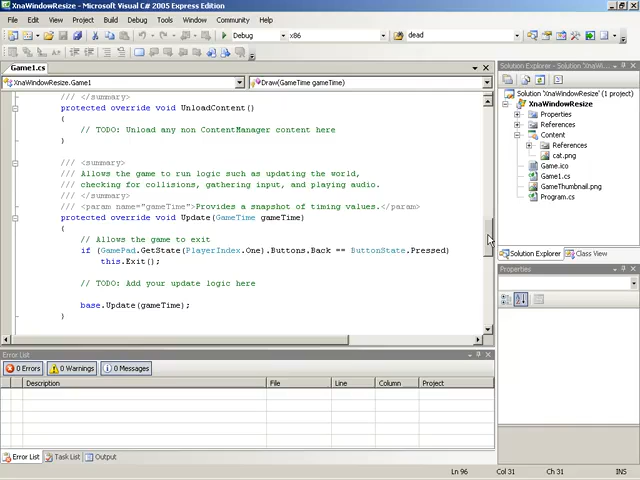 XnaWindowResize - Microsoft Visual C# 2005 Express Edition
File Edit View Project Build Debug Tools Window Community Help
Debug x86 dead
Game1.cs
XnaWindowResize.Game1 Draw(GameTime gameTime)
/// </summary>
protected override void UnloadContent()
{
// TODO: Unload any non ContentManager content here
}
/// <summary>
/// Allows the game to run logic such as updating the world,
/// checking for collisions, gathering input, and playing audio.
/// </summary>
/// <param name="gameTime">Provides a snapshot of timing values.</param>
protected override void Update(GameTime gameTime)
{
// Allows the game to exit
if (GamePad.GetState(PlayerIndex.One).Buttons.Back == ButtonState.Pressed)
this.Exit();
// TODO: Add your update logic here
base.Update(gameTime);
}
Solution Explorer - Solution 'XnaWi...
Solution 'XnaWindowResize' (1 project)
XnaWindowResize
Properties
References
Content
References
cat.png
Game.ico
Game1.cs
GameThumbnail.png
Program.cs
Solution Explorer Class View
Properties
Error List
0 Errors 0 Warnings 0 Messages
Description File Line Column Project
Error List Task List Output
Ln 96 Col 31 Ch 31 INS